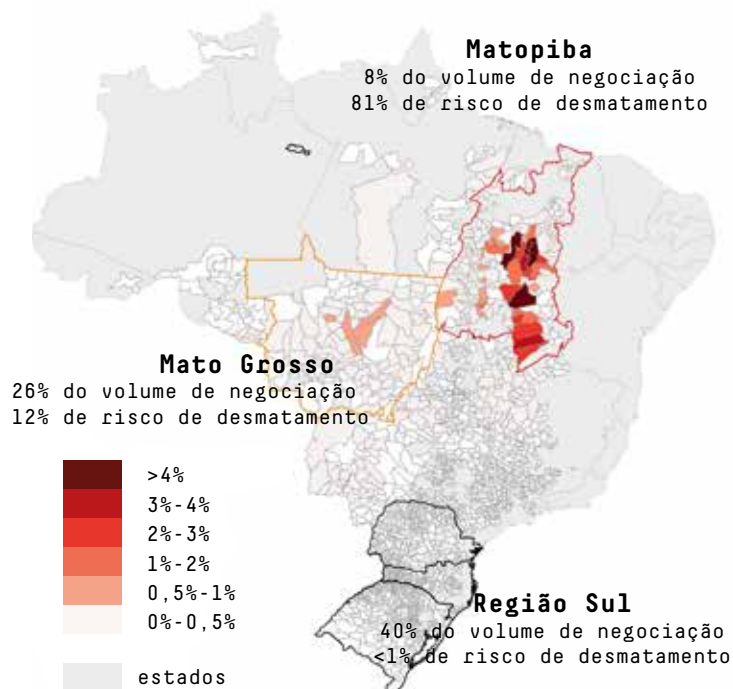 Matopiba
8% do volume de negociação
81% de risco de desmatamento
Mato Grosso
26% do volume de negociação
12% de risco de desmatamento
>4%
3%-4%
2%-3%
1%-2%
0,5%-1%
0%-0,5%
estados
Região Sul
40% do volume de negociação
<1% de risco de desmatamento